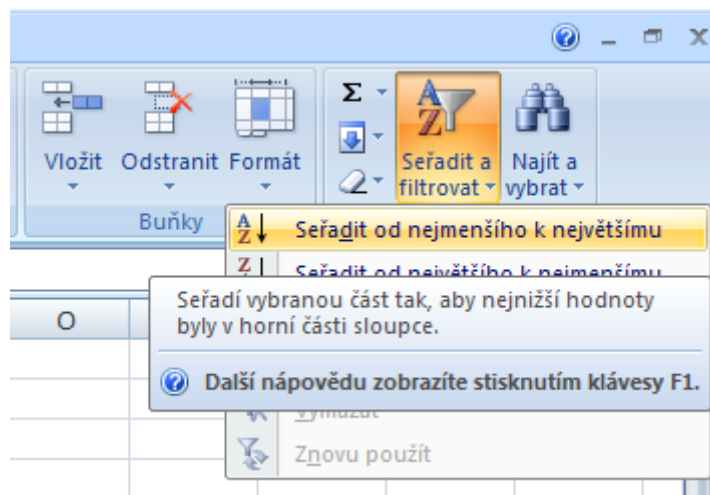 Vložit Odstranit Formát
Σ
Seřadit a filtrovat
Najít a vybrat
Buňky
Seřadit od nejmenšího k největšímu
Seřadit od největšího k nejmenšímu
O
Seřadí vybranou část tak, aby nejnižší hodnoty
byly v horní části sloupce.
Další nápovědu zobrazíte stisknutím klávesy F1.
Vymazat
Znovu použít